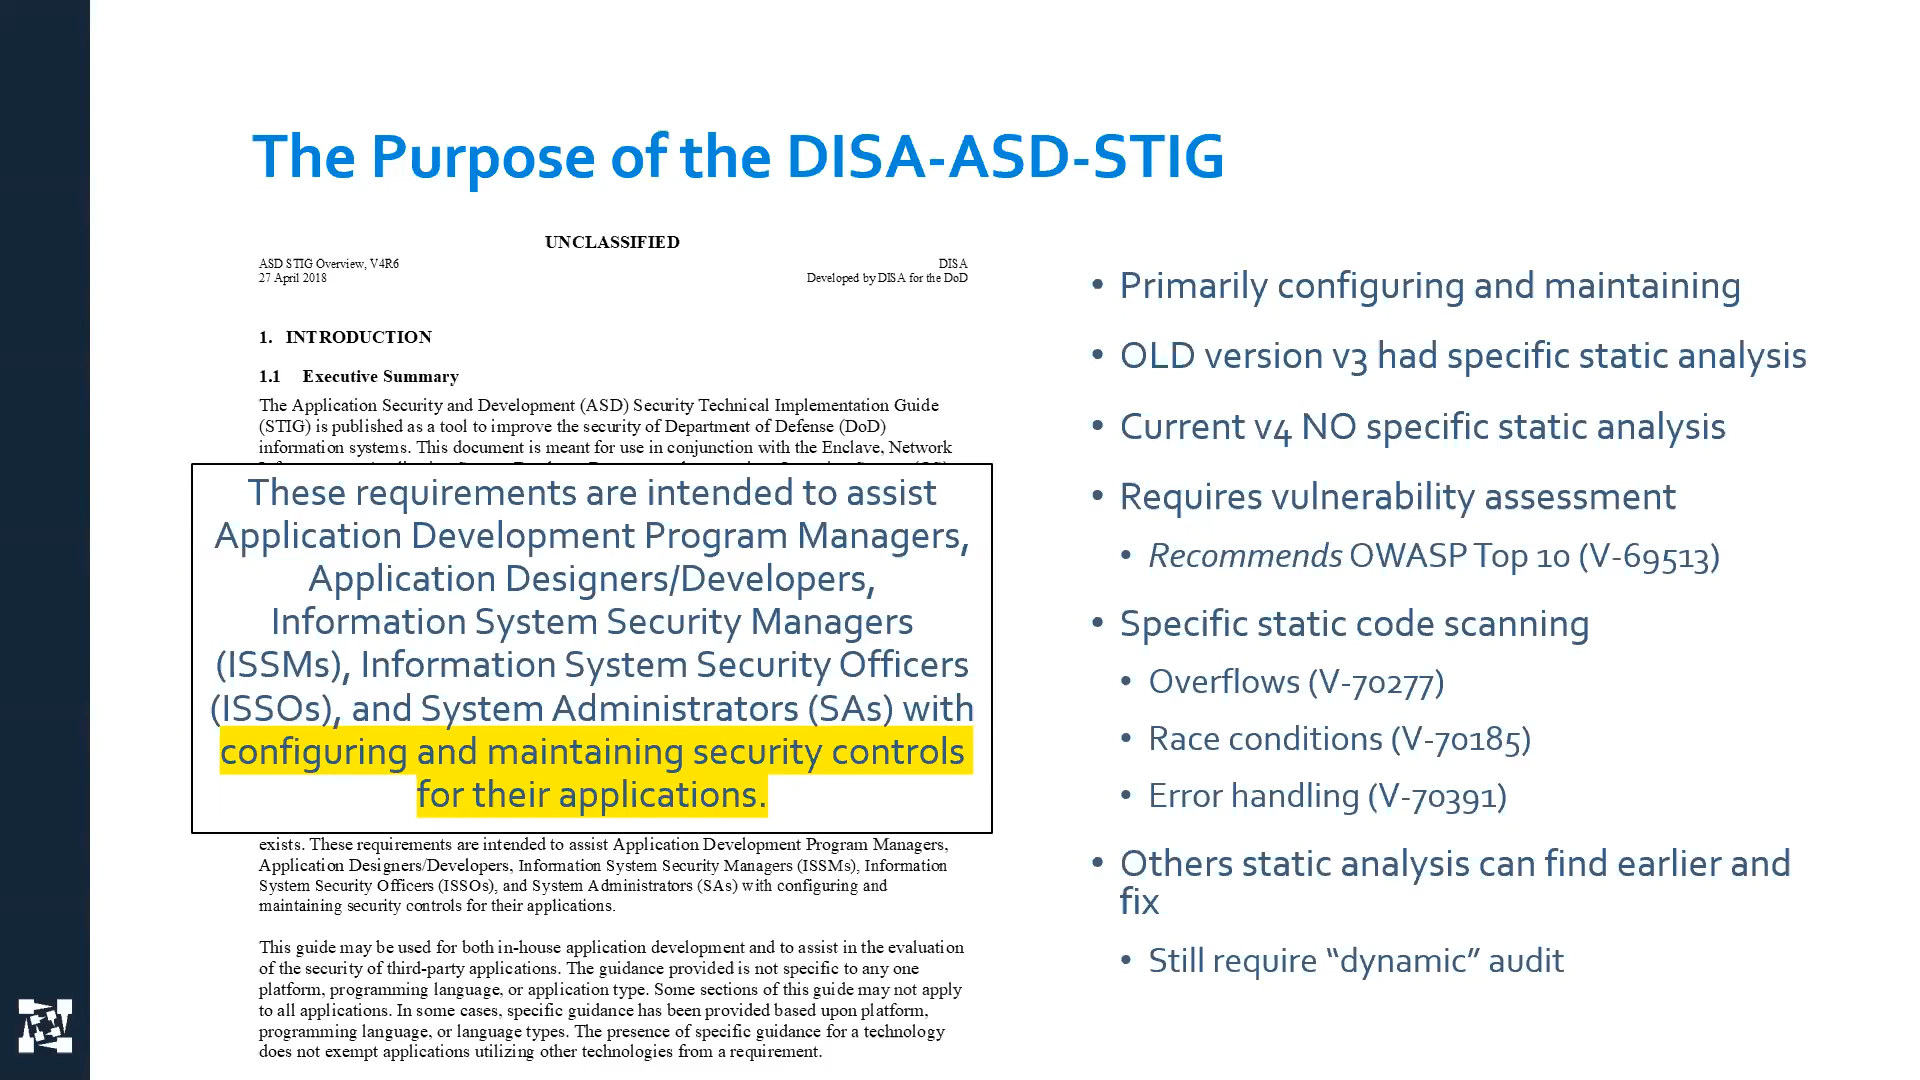 The Purpose of the DISA-ASD-STIG
UNCLASSIFIED
ASD STIG Overview, V4R6
DISA
27 April 2018
Developed by DISA for the DoD
1. INTRODUCTION
1.1 Executive Summary
The Application Security and Development (ASD) Security Technical Implementation Guide
(STIG) is published as a tool to improve the security of Department of Defense (DoD)
information systems. This document is meant for use in conjunction with the Enclave, Network
These requirements are intended to assist
Application Development Program Managers,
Application Designers/Developers,
Information System Security Managers
(ISSMs), Information System Security Officers
(ISSOs), and System Administrators (SAs) with
configuring and maintaining security controls
for their applications.
exists. These requirements are intended to assist Application Development Program Managers,
Application Designers/Developers, Information System Security Managers (ISSMs), Information
System Security Officers (ISSOs), and System Administrators (SAs) with configuring and
maintaining security controls for their applications.
This guide may be used for both in-house application development and to assist in the evaluation
of the security of third-party applications. The guidance provided is not specific to any one
platform, programming language, or application type. Some sections of this guide may not apply
to all applications. In some cases, specific guidance has been provided based upon platform,
programming language, or language types. The presence of specific guidance for a technology
does not exempt applications utilizing other technologies from a requirement.
• Primarily configuring and maintaining
• OLD version v3 had specific static analysis
• Current v4 NO specific static analysis
• Requires vulnerability assessment
• Recommends OWASP Top 10 (V-69513)
• Specific static code scanning
• Overflows (V-70277)
• Race conditions (V-70185)
• Error handling (V-70391)
• Others static analysis can find earlier and
fix
• Still require “dynamic” audit